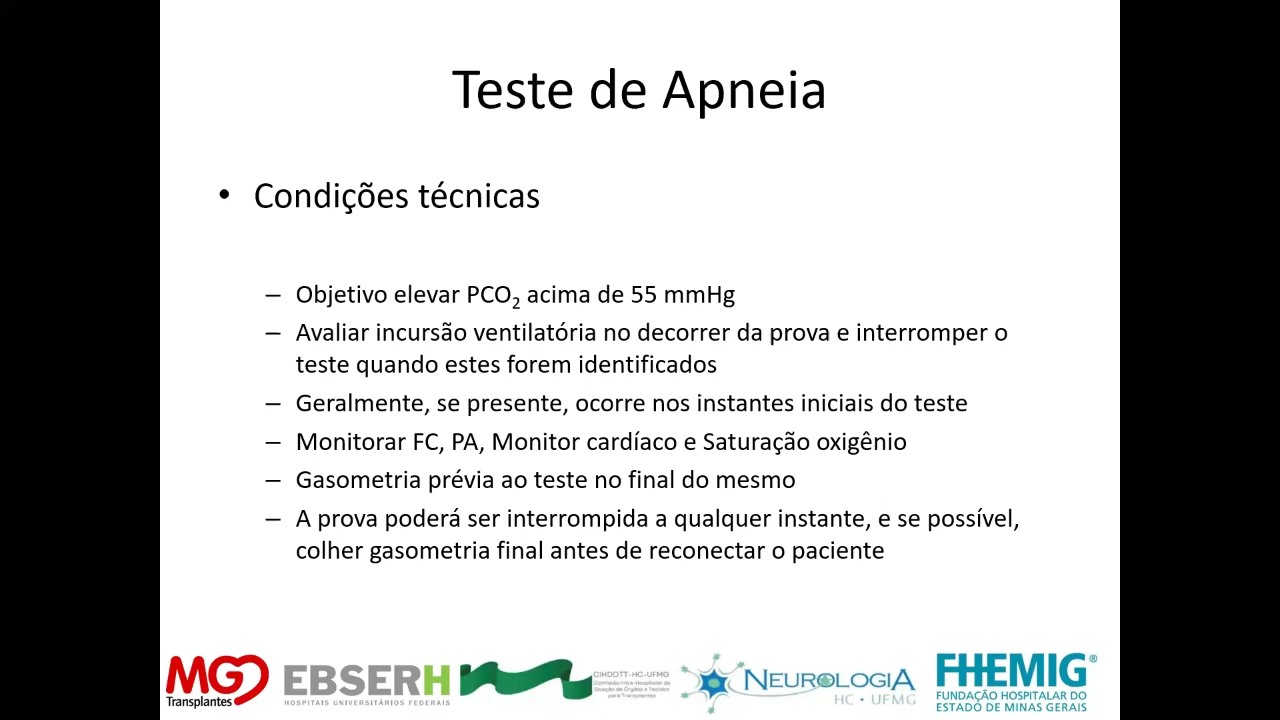 Teste de Apneia
• Condições técnicas
– Objetivo elevar PCO₂ acima de 55 mmHg
– Avaliar incursão ventilatória no decorrer da prova e interromper o
teste quando estes forem identificados
– Geralmente, se presente, ocorre nos instantes iniciais do teste
– Monitorar FC, PA, Monitor cardíaco e Saturação oxigênio
– Gasometria prévia ao teste no final do mesmo
– A prova poderá ser interrompida a qualquer instante, e se possível,
colher gasometria final antes de reconectar o paciente
MG
Transplantes
EBSERH
HOSPITAIS UNIVERSITÁRIOS FEDERAIS
CIHDOTT-HC-UFMG
Comissão Intra-Hospitalar de
Doação de Órgãos e Tecidos
para Transplantes
NEUROLOGIA
HC • UFMG
FHEMIG®
FUNDAÇÃO HOSPITALAR DO
ESTADO DE MINAS GERAIS